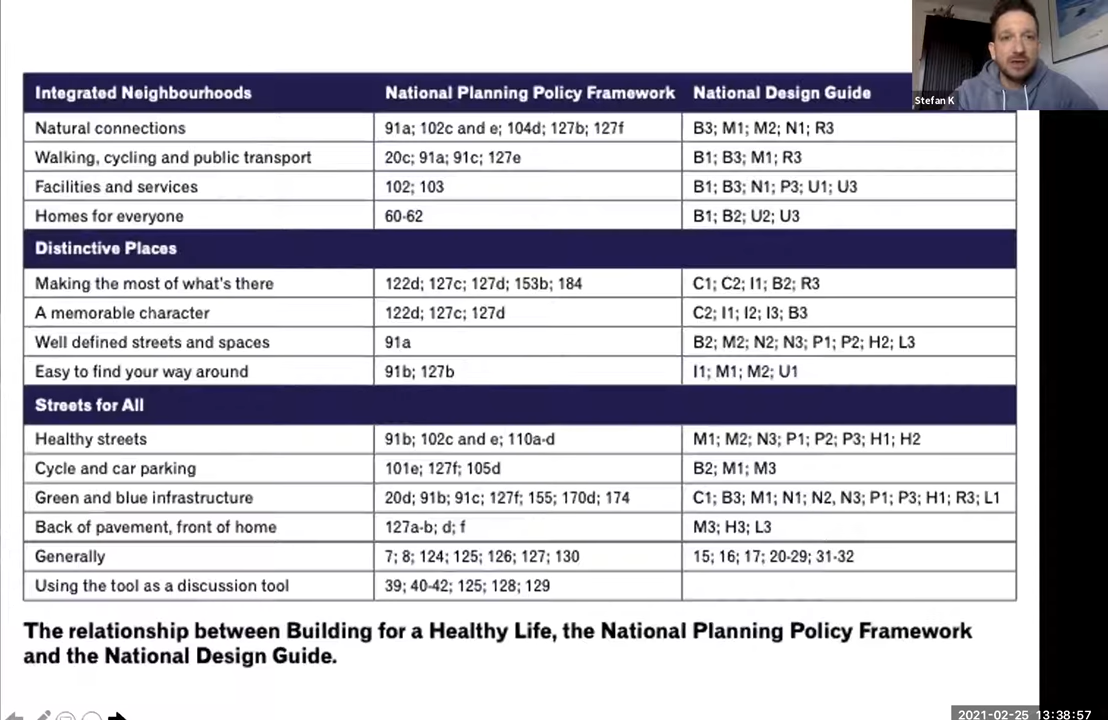 Stefan K
Integrated Neighbourhoods National Planning Policy Framework National Design Guide
Natural connections 91a; 102c and e; 104d; 127b; 127f B3; M1; M2; N1; R3
Walking, cycling and public transport 20c; 91a; 91c; 127e B1; B3; M1; R3
Facilities and services 102; 103 B1; B3; N1; P3; U1; U3
Homes for everyone 60-62 B1; B2; U2; U3
Distinctive Places
Making the most of what's there 122d; 127c; 127d; 153b; 184 C1; C2; I1; B2; R3
A memorable character 122d; 127c; 127d C2; I1; I2; I3; B3
Well defined streets and spaces 91a B2; M2; N2; N3; P1; P2; H2; L3
Easy to find your way around 91b; 127b I1; M1; M2; U1
Streets for All
Healthy streets 91b; 102c and e; 110a-d M1; M2; N3; P1; P2; P3; H1; H2
Cycle and car parking 101e; 127f; 105d B2; M1; M3
Green and blue infrastructure 20d; 91b; 91c; 127f; 155; 170d; 174 C1; B3; M1; N1; N2, N3; P1; P3; H1; R3; L1
Back of pavement, front of home 127a-b; d; f M3; H3; L3
Generally 7; 8; 124; 125; 126; 127; 130 15; 16; 17; 20-29; 31-32
Using the tool as a discussion tool 39; 40-42; 125; 128; 129
The relationship between Building for a Healthy Life, the National Planning Policy Framework
and the National Design Guide.
2021-02-25 13:38:57